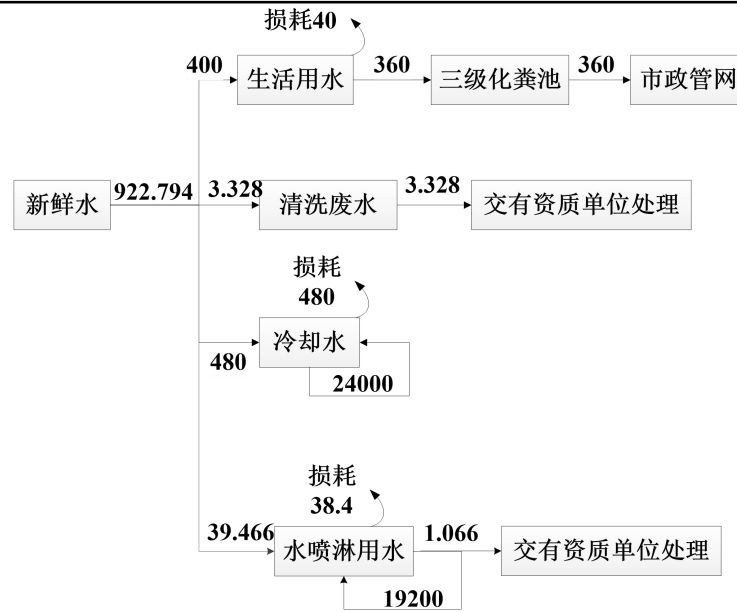 损耗40
400 生活用水 360 三级化粪池 360 市政管网
新鲜水 922.794 3.328 清洗废水 3.328 交有资质单位处理
损耗
480
冷却水
480
24000
损耗
38.4
39.466 水喷淋用水 1.066 交有资质单位处理
19200